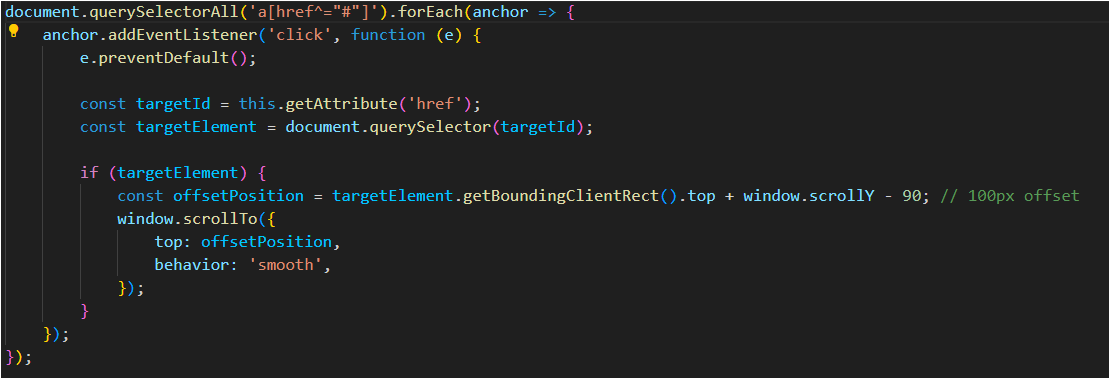 document.querySelectorAll('a[href^="#"]').forEach(anchor => {
    anchor.addEventListener('click', function (e) {
        e.preventDefault();

        const targetId = this.getAttribute('href');
        const targetElement = document.querySelector(targetId);

        if (targetElement) {
            const offsetPosition = targetElement.getBoundingClientRect().top + window.scrollY - 90; // 100px offset
            window.scrollTo({
                top: offsetPosition,
                behavior: 'smooth',
            });
        }
    });
});